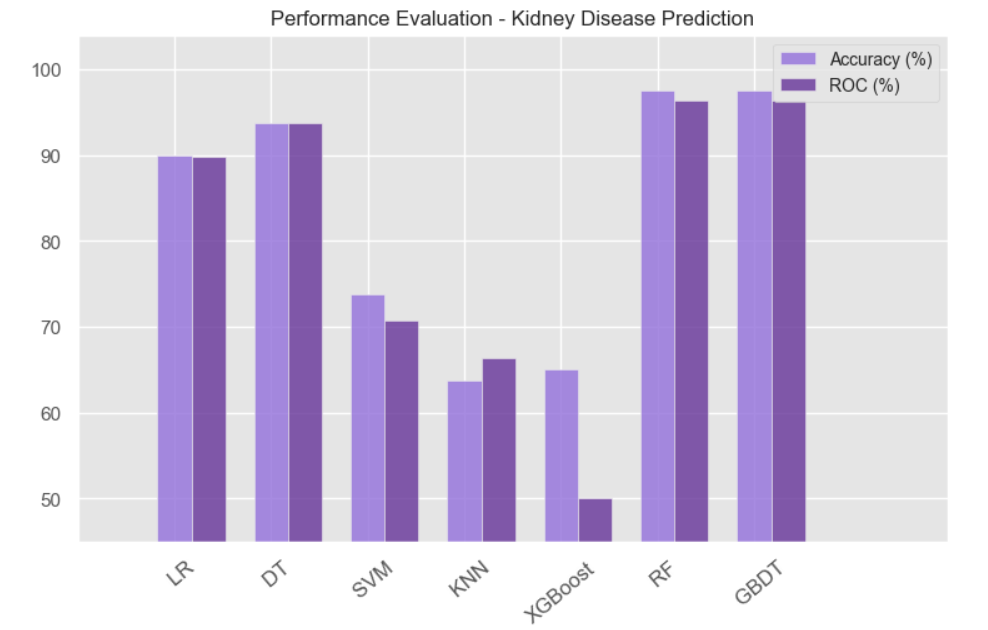 Performance Evaluation - Kidney Disease Prediction
Accuracy (%)
ROC (%)
100
90
80
70
60
50
LR
DT
SVM
KNN
XGBoost
RF
GBDT